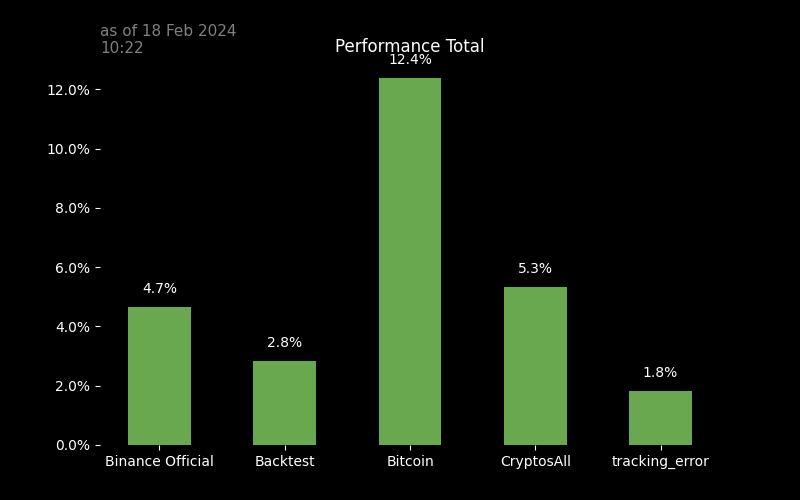 as of 18 Feb 2024
10:22
Performance Total
12.4%
12.0%
10.0%
8.0%
6.0%
4.0%
2.0%
0.0%
4.7%
2.8%
5.3%
1.8%
Binance Official
Backtest
Bitcoin
CryptosAll
tracking_error